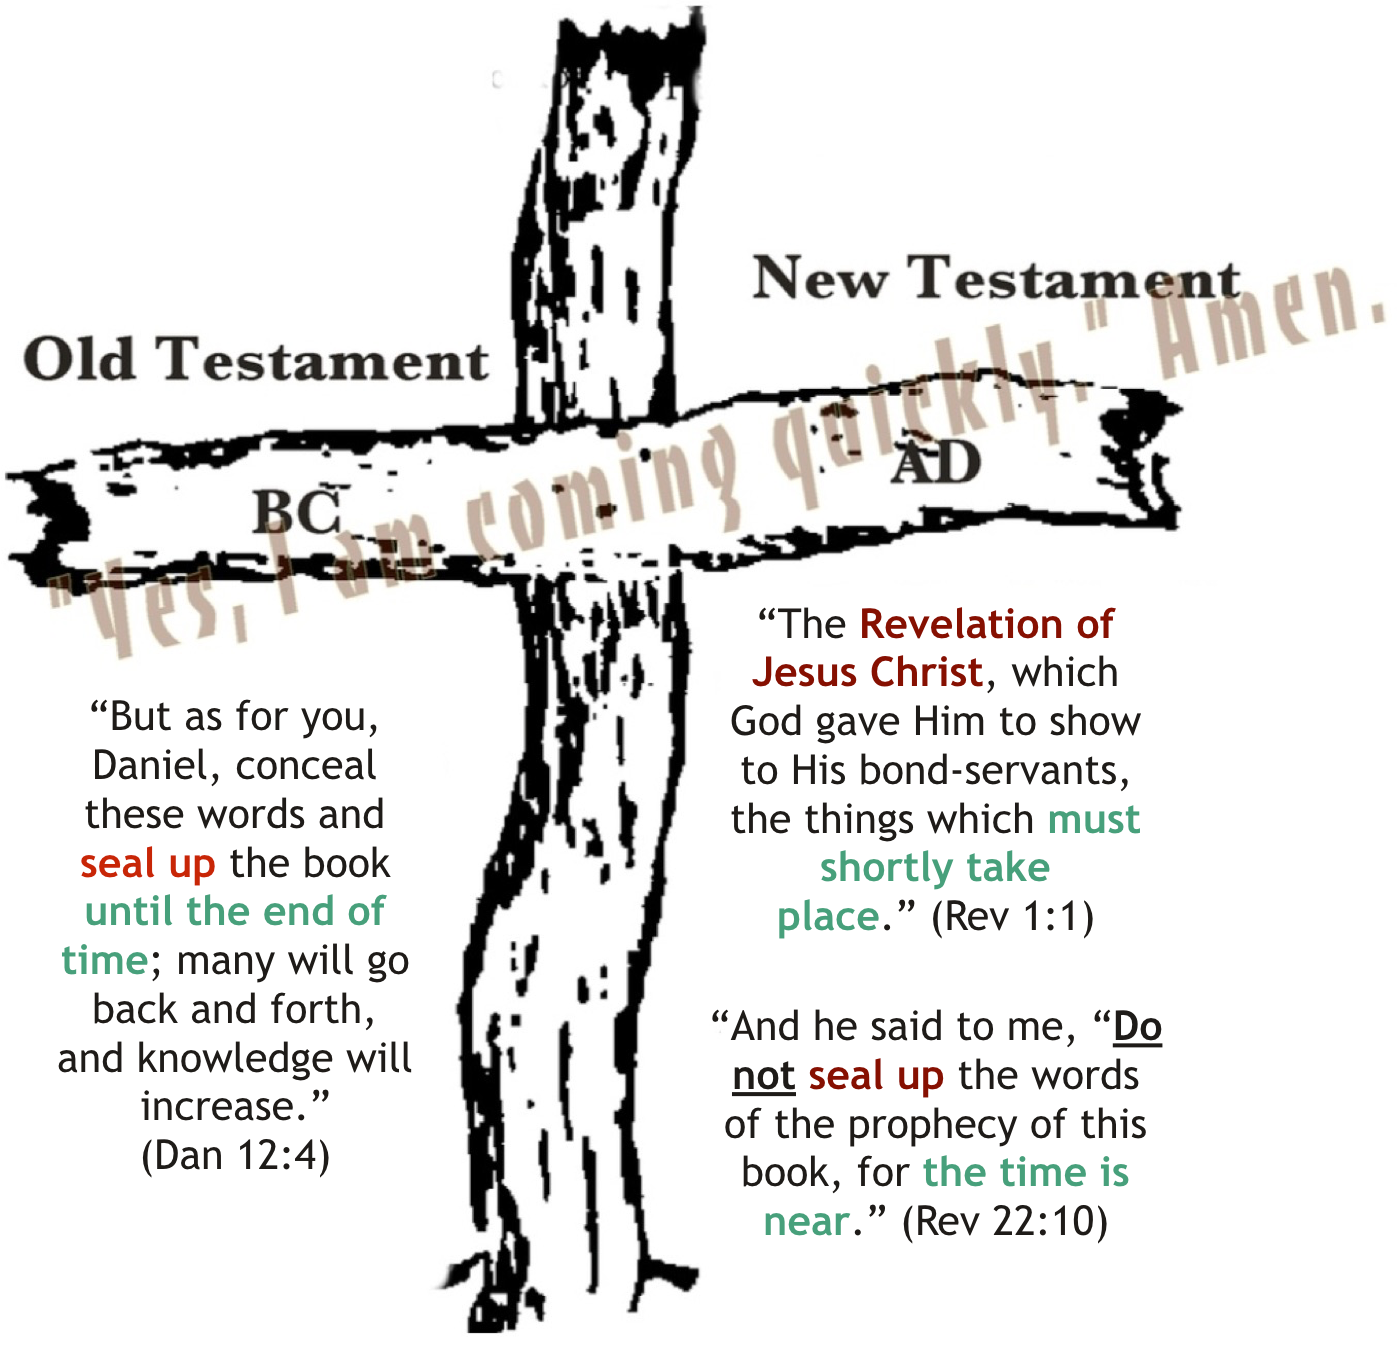 New Testament
Old Testament
BC
AD
"Yes, I am coming quickly." Amen.
“But as for you,
Daniel, conceal
these words and
seal up the book
until the end of
time; many will go
back and forth,
and knowledge will
increase.”
(Dan 12:4)
“The Revelation of
Jesus Christ, which
God gave Him to show
to His bond-servants,
the things which must
shortly take
place.” (Rev 1:1)
“And he said to me, “Do
not seal up the words
of the prophecy of this
book, for the time is
near.” (Rev 22:10)